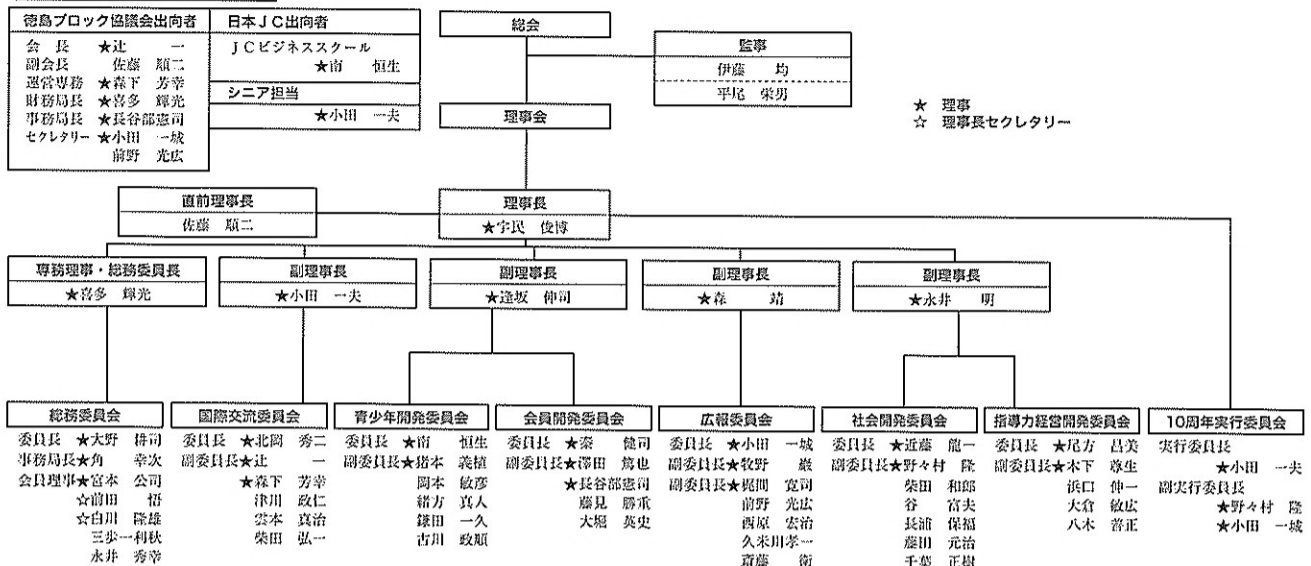 徳島ブロック協議会出向者
会長 ★辻 一
副会長 佐藤 順二
運営専務 ★森下 芳幸
財務局長 ★喜多 輝光
事務局長 ★長谷部憲司
セクレタリー ★小田 一城
前野 光広
日本JC出向者
JCビジネススクール
★南 恒生
シニア担当
★小田 一夫
総会
監事
伊藤 均
平尾 栄男
理事会
★ 理事
☆ 理事長セクレタリー
直前理事長
佐藤 順二
理事長
★宇民 俊博
専務理事・総務委員長
★喜多 輝光
副理事長
★小田 一夫
副理事長
★逢坂 伸司
副理事長
★森 靖
副理事長
★永井 明
総務委員会
委員長 ★大野 耕司
事務局長★角 幸次
会員理事★宮本 公司
☆前田 悟
☆白川 隆雄
三歩一利秋
永井 秀幸
国際交流委員会
委員長 ★北岡 秀二
副委員長★辻 一
★森下 芳幸
津川 政仁
雲本 真治
柴田 弘一
青少年開発委員会
委員長 ★南 恒生
副委員長★猪本 義植
岡本 敏彦
緒方 真人
鎌田 一久
古川 政順
会員開発委員会
委員長 ★秦 健司
副委員長★澤田 篤也
★長谷部憲司
藤見 勝重
大堀 英史
広報委員会
委員長 ★小田 一城
副委員長★牧野 巌
副委員長★梶間 寛司
前野 光広
西原 宏治
久米川孝一
斎藤 衛
社会開発委員会
委員長 ★近藤 龍一
副委員長★野々村 隆
柴田 和郎
谷 富夫
長浦 保福
藤田 元治
千葉 正樹
指導力経営開発委員会
委員長 ★尾方 昌美
副委員長★木下 尊生
浜口 伸一
大倉 敏広
八木 普正
10周年実行委員会
実行委員長
★小田 一夫
副実行委員長
★野々村 隆
★小田 一城